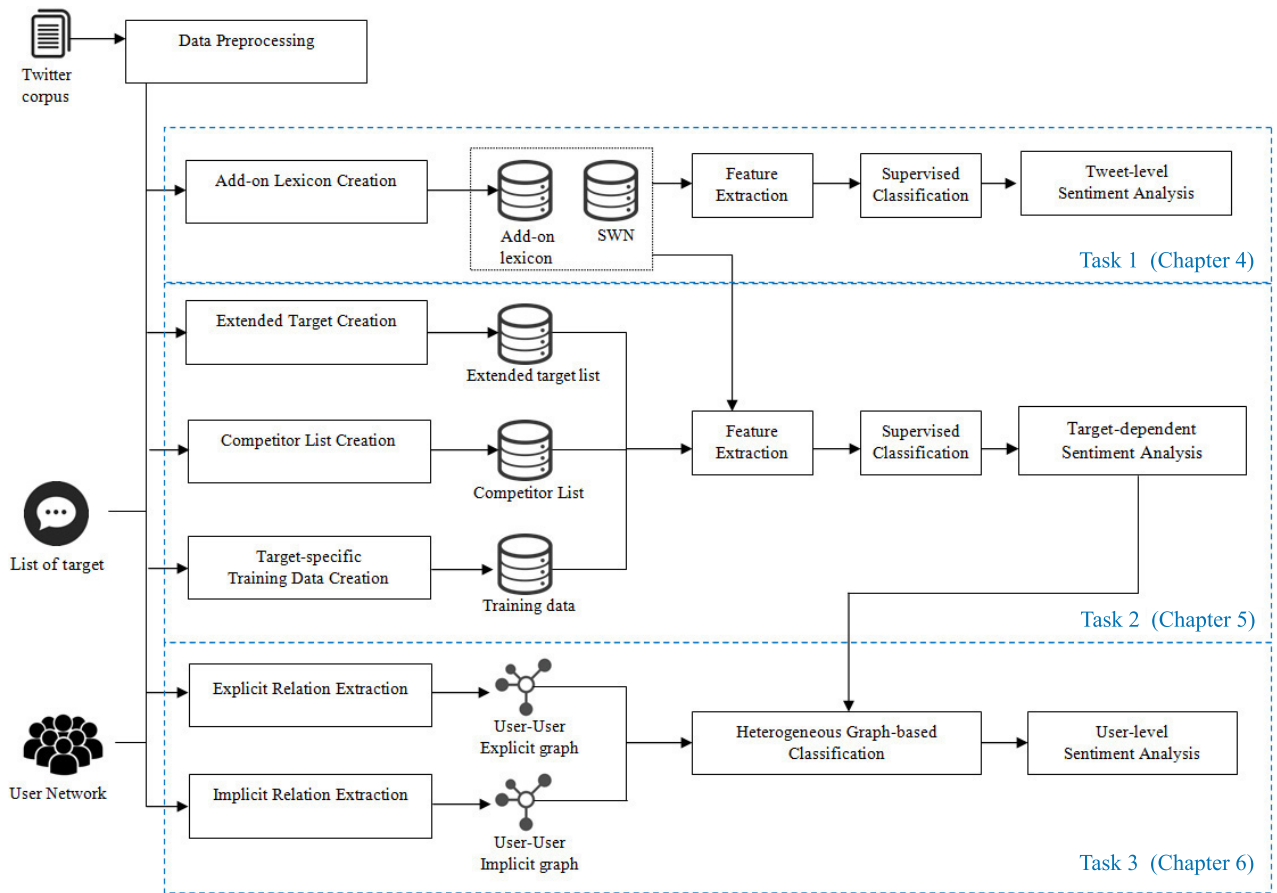 Twitter
corpus
Data Preprocessing
Add-on Lexicon Creation
Add-on
lexicon
SWN
Feature
Extraction
Supervised
Classification
Tweet-level
Sentiment Analysis
Task 1 (Chapter 4)
Extended Target Creation
Extended target list
Competitor List Creation
Competitor List
Feature
Extraction
Supervised
Classification
Target-dependent
Sentiment Analysis
List of target
Target-specific
Training Data Creation
Training data
Task 2 (Chapter 5)
Explicit Relation Extraction
User-User
Explicit graph
User Network
Heterogeneous Graph-based
Classification
User-level
Sentiment Analysis
Implicit Relation Extraction
User-User
Implicit graph
Task 3 (Chapter 6)